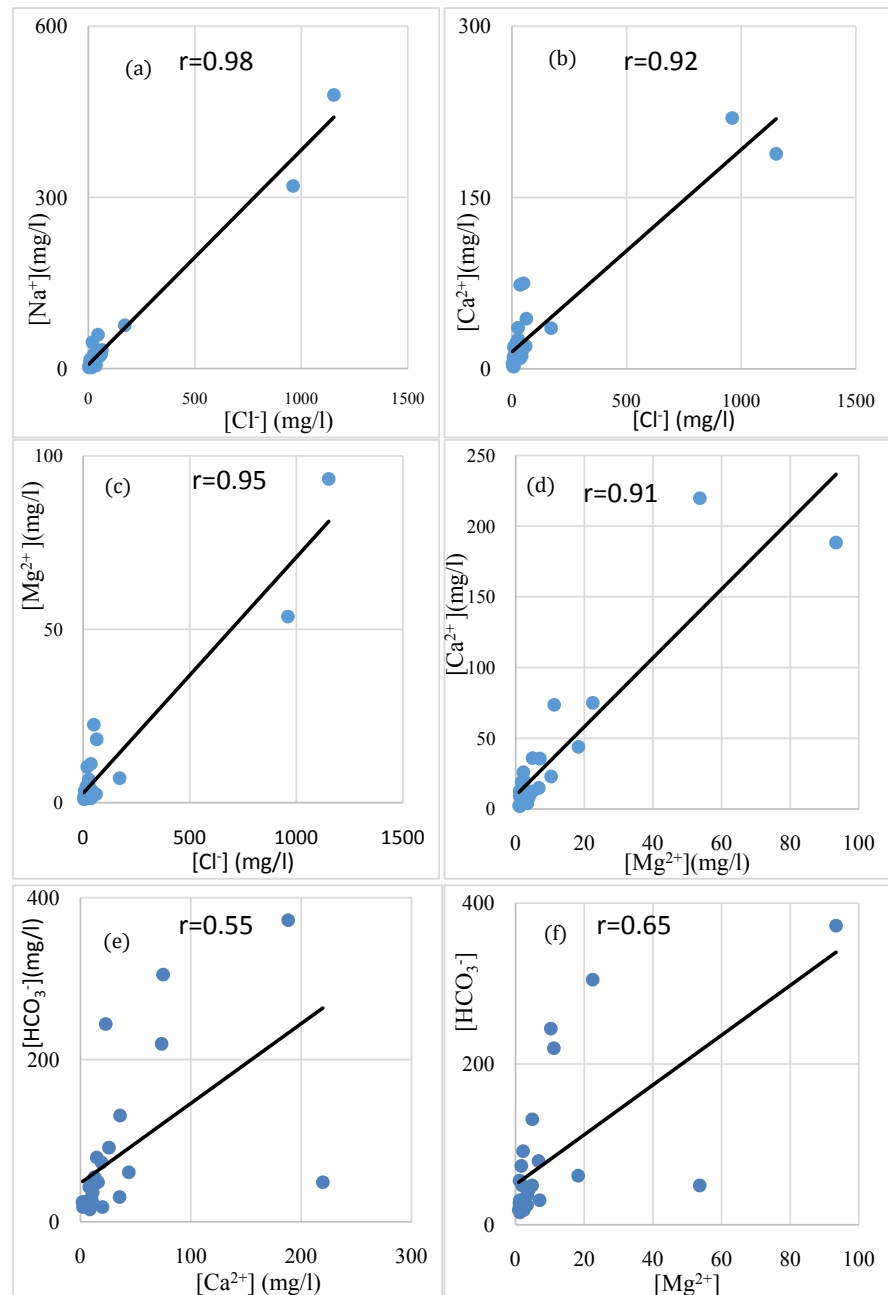 600
(a)
r=0.98
300
[Na⁺](mg/l)
0
0
500
1000
1500
[Cl⁻] (mg/l)
300
(b)
r=0.92
150
[Ca²⁺](mg/l)
0
0
500
1000
1500
[Cl⁻] (mg/l)
100
(c)
r=0.95
[Mg²⁺](mg/l)
50
0
0
500
1000
1500
[Cl⁻] (mg/l)
250
(d)
r=0.91
200
150
[Ca²⁺](mg/l)
100
50
0
0
20
40
60
80
100
[Mg²⁺](mg/l)
400
(e)
r=0.55
[HCO₃⁻](mg/l)
200
0
0
100
200
300
[Ca²⁺] (mg/l)
400
(f)
r=0.65
[HCO₃⁻]
200
0
0
20
40
60
80
100
[Mg²⁺]